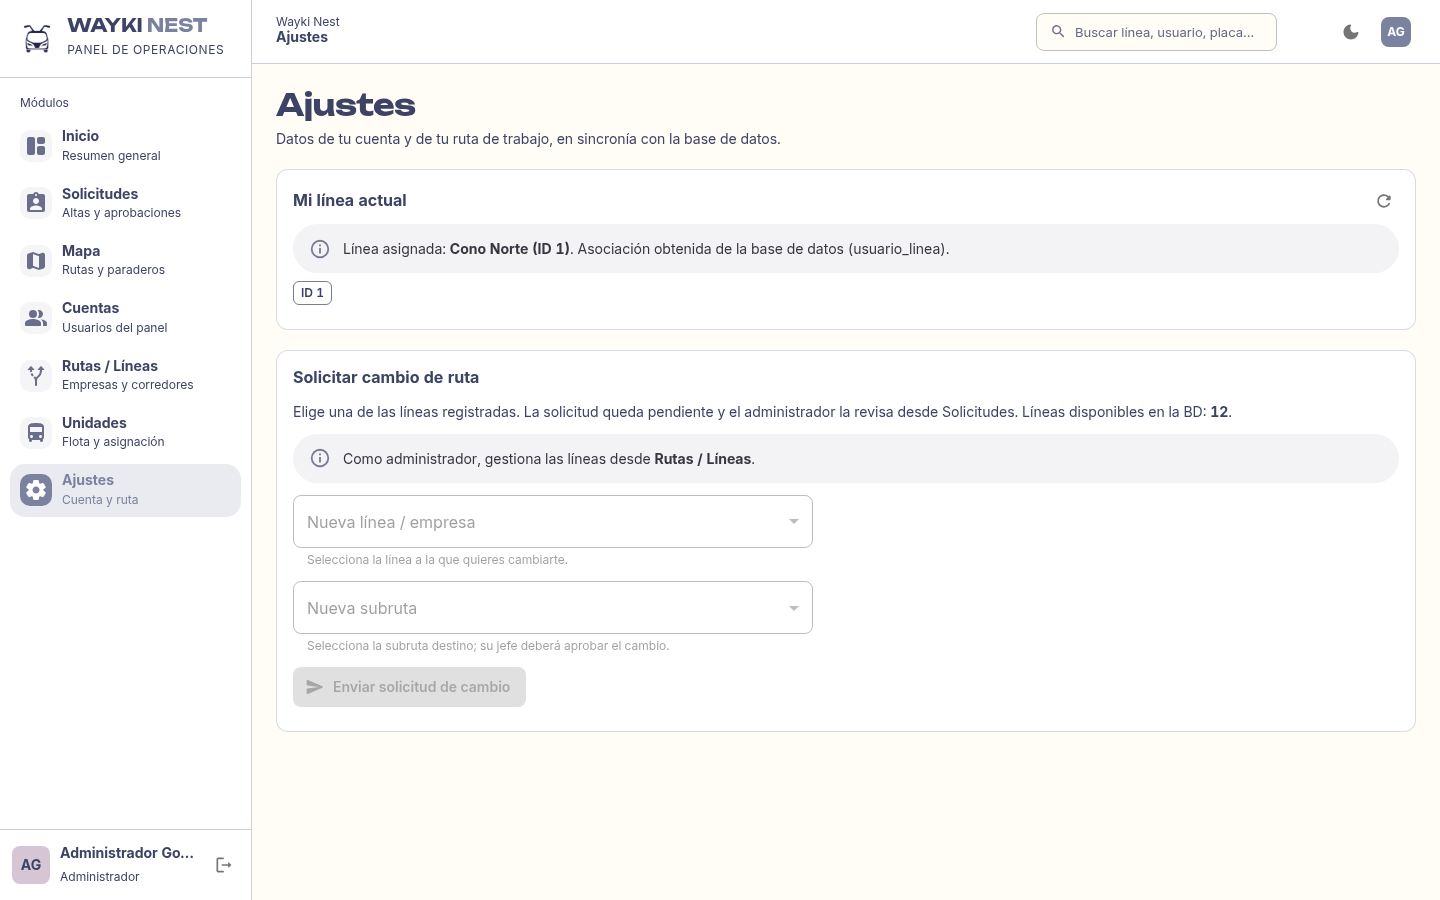 WAYKI NEST
PANEL DE OPERACIONES
Módulos
Inicio
Resumen general
Solicitudes
Altas y aprobaciones
Mapa
Rutas y paraderos
Cuentas
Usuarios del panel
Rutas / Líneas
Empresas y corredores
Unidades
Flota y asignación
Ajustes
Cuenta y ruta
AG
Administrador Go...
Administrador
Wayki Nest
Ajustes
Buscar línea, usuario, placa...
AG
Ajustes
Datos de tu cuenta y de tu ruta de trabajo, en sincronía con la base de datos.
Mi línea actual
Línea asignada: Cono Norte (ID 1). Asociación obtenida de la base de datos (usuario_linea).
ID 1
Solicitar cambio de ruta
Elige una de las líneas registradas. La solicitud queda pendiente y el administrador la revisa desde Solicitudes. Líneas disponibles en la BD: 12.
Como administrador, gestiona las líneas desde Rutas / Líneas.
Nueva línea / empresa
Selecciona la línea a la que quieres cambiarte.
Nueva subruta
Selecciona la subruta destino; su jefe deberá aprobar el cambio.
Enviar solicitud de cambio